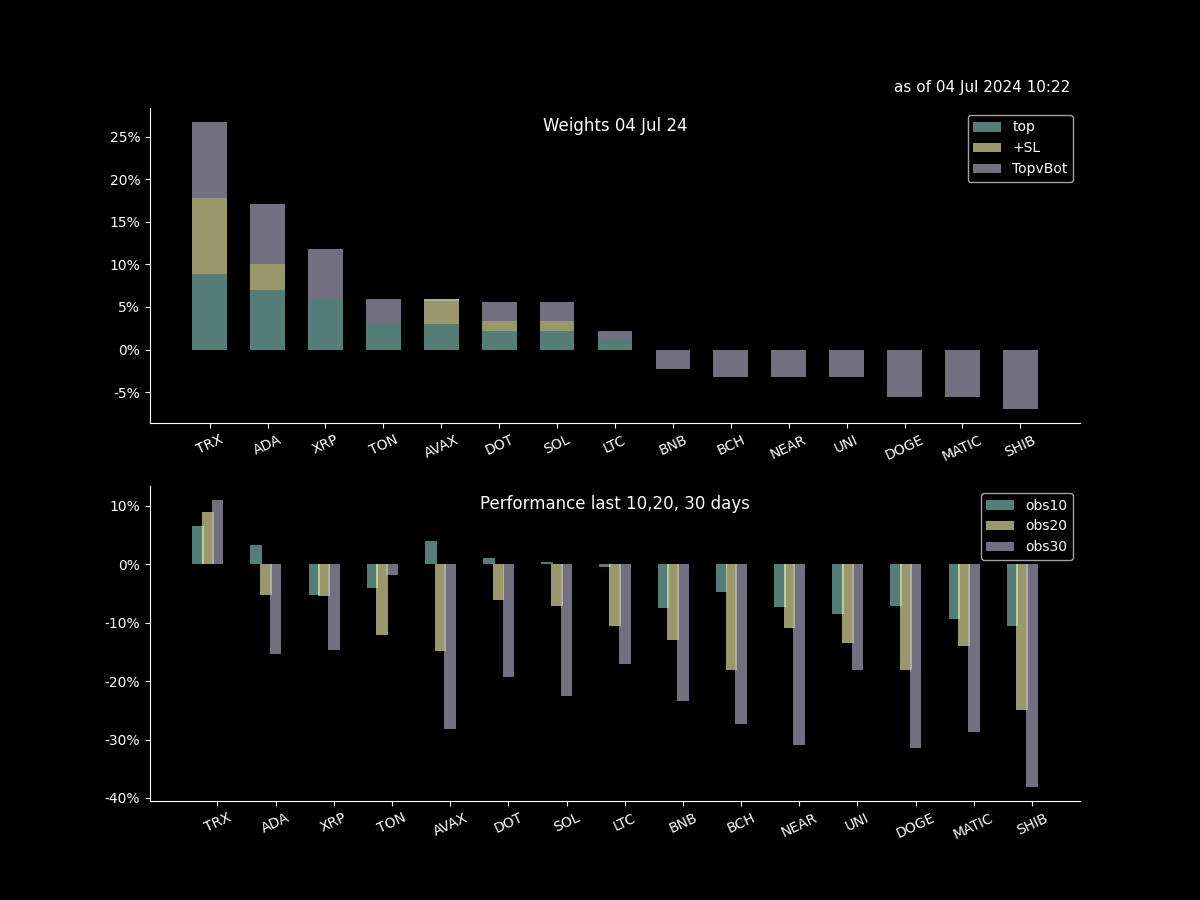 as of 04 Jul 2024 10:22
Weights 04 Jul 24
top
+SL
TopvBot
25%
20%
15%
10%
5%
0%
-5%
TRX ADA XRP TON AVAX DOT SOL LTC BNB BCH NEAR UNI DOGE MATIC SHIB
Performance last 10,20, 30 days
obs10
obs20
obs30
10%
0%
-10%
-20%
-30%
-40%
TRX ADA XRP TON AVAX DOT SOL LTC BNB BCH NEAR UNI DOGE MATIC SHIB